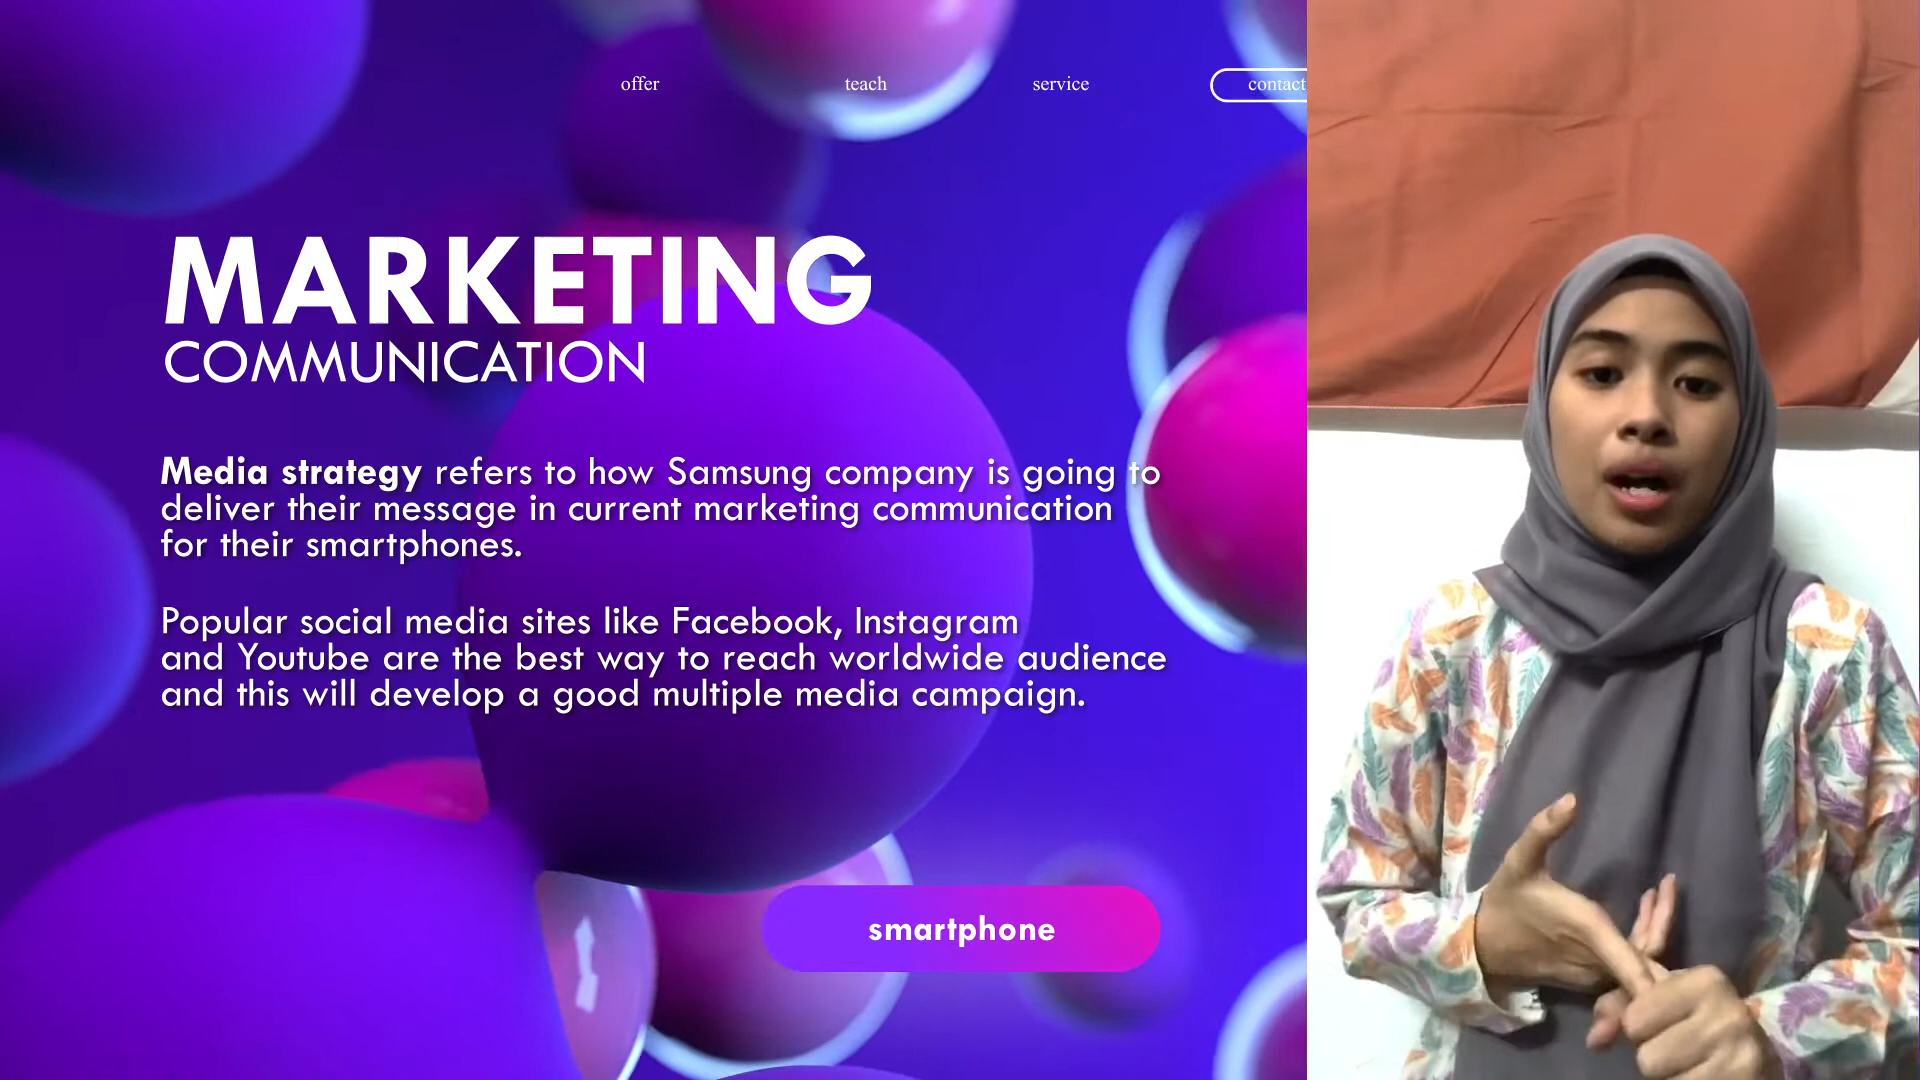 offer teach service contact
MARKETING
COMMUNICATION
Media strategy refers to how Samsung company is going to
deliver their message in current marketing communication
for their smartphones.
Popular social media sites like Facebook, Instagram
and Youtube are the best way to reach worldwide audience
and this will develop a good multiple media campaign.
smartphone